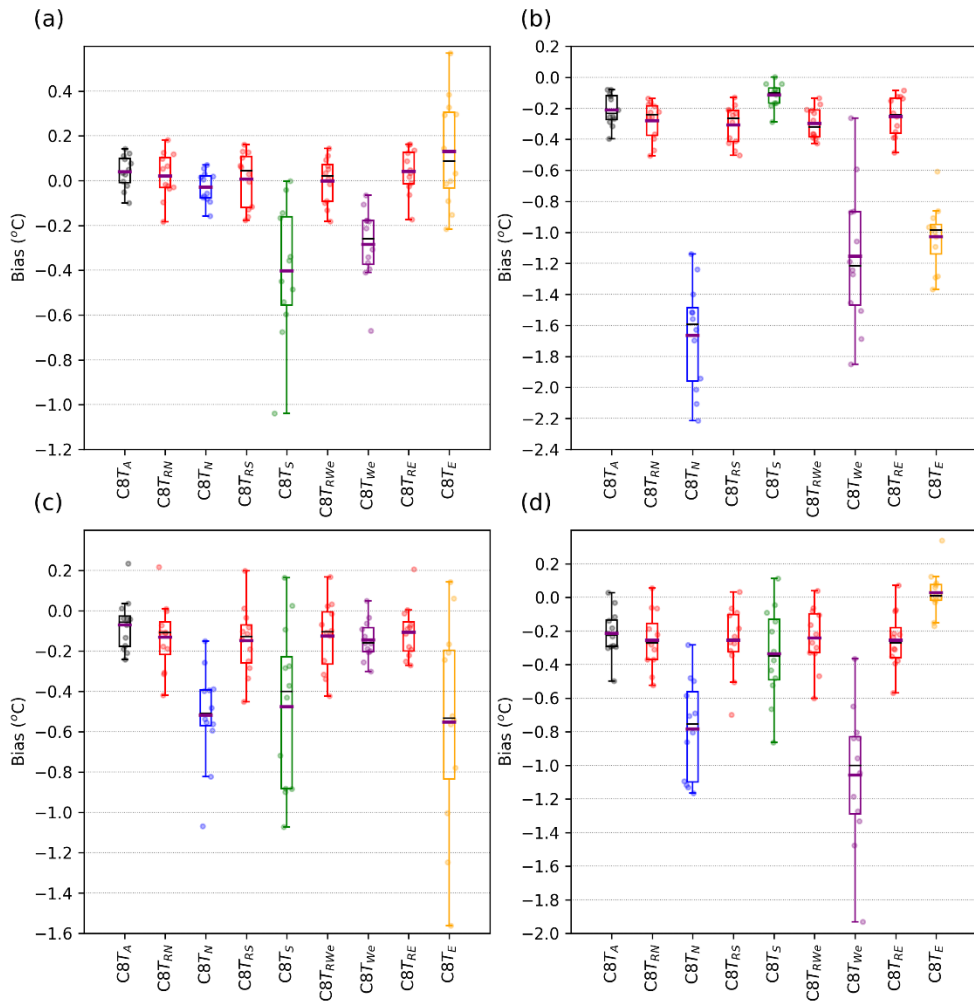 (a)
Bias (°C)
0.4
0.2
0.0
−0.2
−0.4
−0.6
−0.8
−1.0
−1.2
C8T_A
C8T_RN
C8T_N
C8T_RS
C8T_S
C8T_RWe
C8T_We
C8T_RE
C8T_E
(b)
Bias (°C)
0.2
0.0
−0.2
−0.4
−0.6
−0.8
−1.0
−1.2
−1.4
−1.6
−1.8
−2.0
−2.2
−2.4
C8T_A
C8T_RN
C8T_N
C8T_RS
C8T_S
C8T_RWe
C8T_We
C8T_RE
C8T_E
(c)
Bias (°C)
0.2
0.0
−0.2
−0.4
−0.6
−0.8
−1.0
−1.2
−1.4
−1.6
C8T_A
C8T_RN
C8T_N
C8T_RS
C8T_S
C8T_RWe
C8T_We
C8T_RE
C8T_E
(d)
Bias (°C)
0.2
0.0
−0.2
−0.4
−0.6
−0.8
−1.0
−1.2
−1.4
−1.6
−1.8
−2.0
C8T_A
C8T_RN
C8T_N
C8T_RS
C8T_S
C8T_RWe
C8T_We
C8T_RE
C8T_E